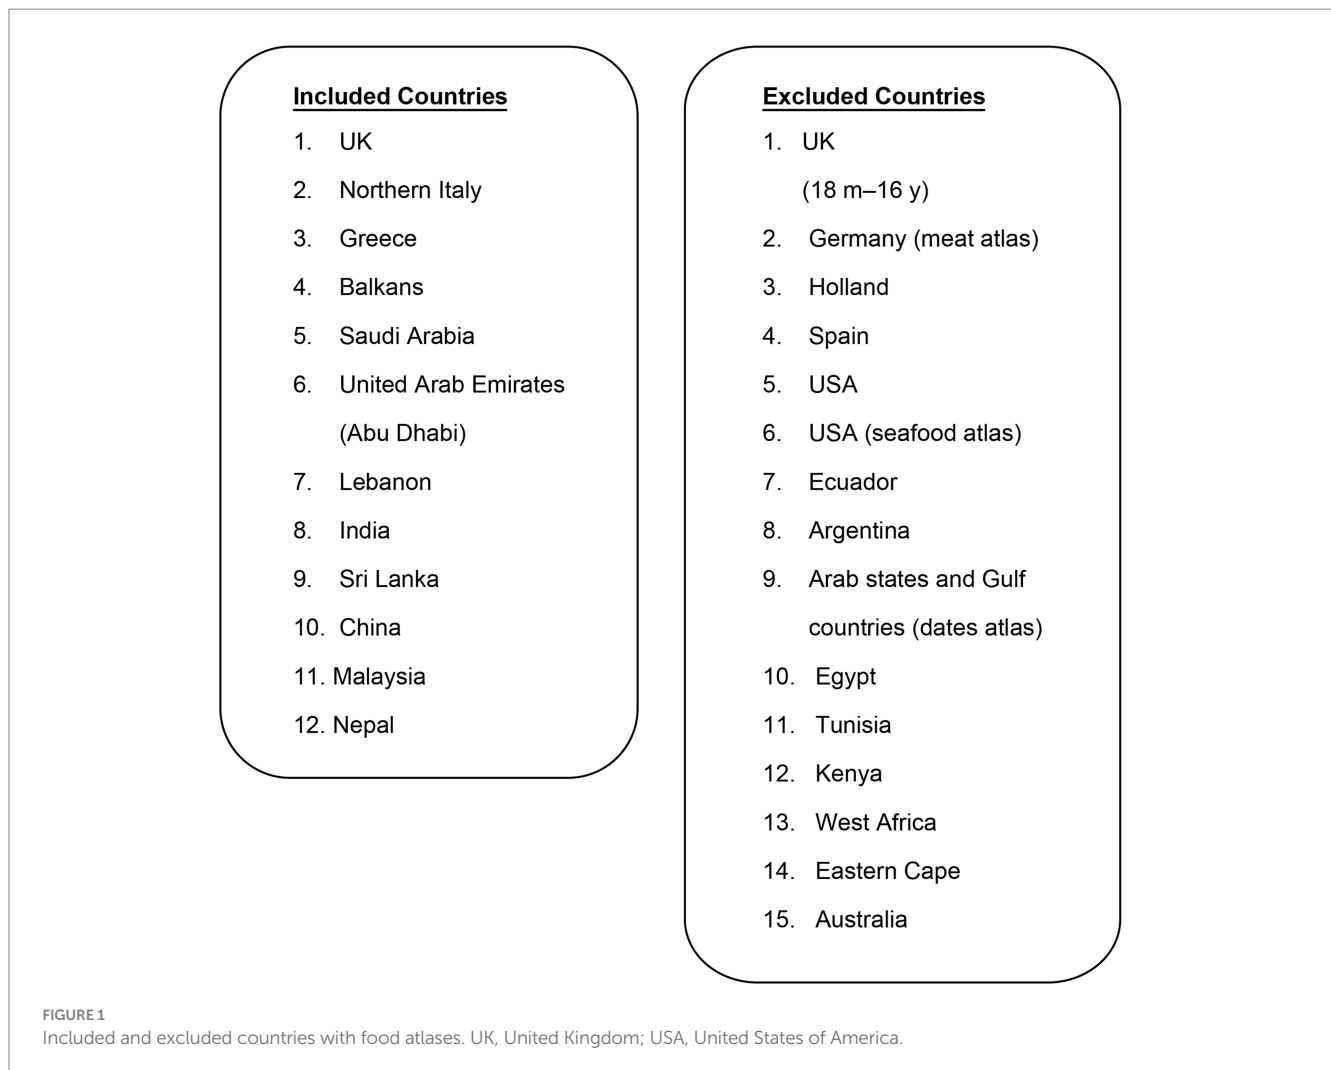 Included Countries
1. UK
2. Northern Italy
3. Greece
4. Balkans
5. Saudi Arabia
6. United Arab Emirates
(Abu Dhabi)
7. Lebanon
8. India
9. Sri Lanka
10. China
11. Malaysia
12. Nepal
Excluded Countries
1. UK
(18 m–16 y)
2. Germany (meat atlas)
3. Holland
4. Spain
5. USA
6. USA (seafood atlas)
7. Ecuador
8. Argentina
9. Arab states and Gulf
countries (dates atlas)
10. Egypt
11. Tunisia
12. Kenya
13. West Africa
14. Eastern Cape
15. Australia
FIGURE 1
Included and excluded countries with food atlases. UK, United Kingdom; USA, United States of America.